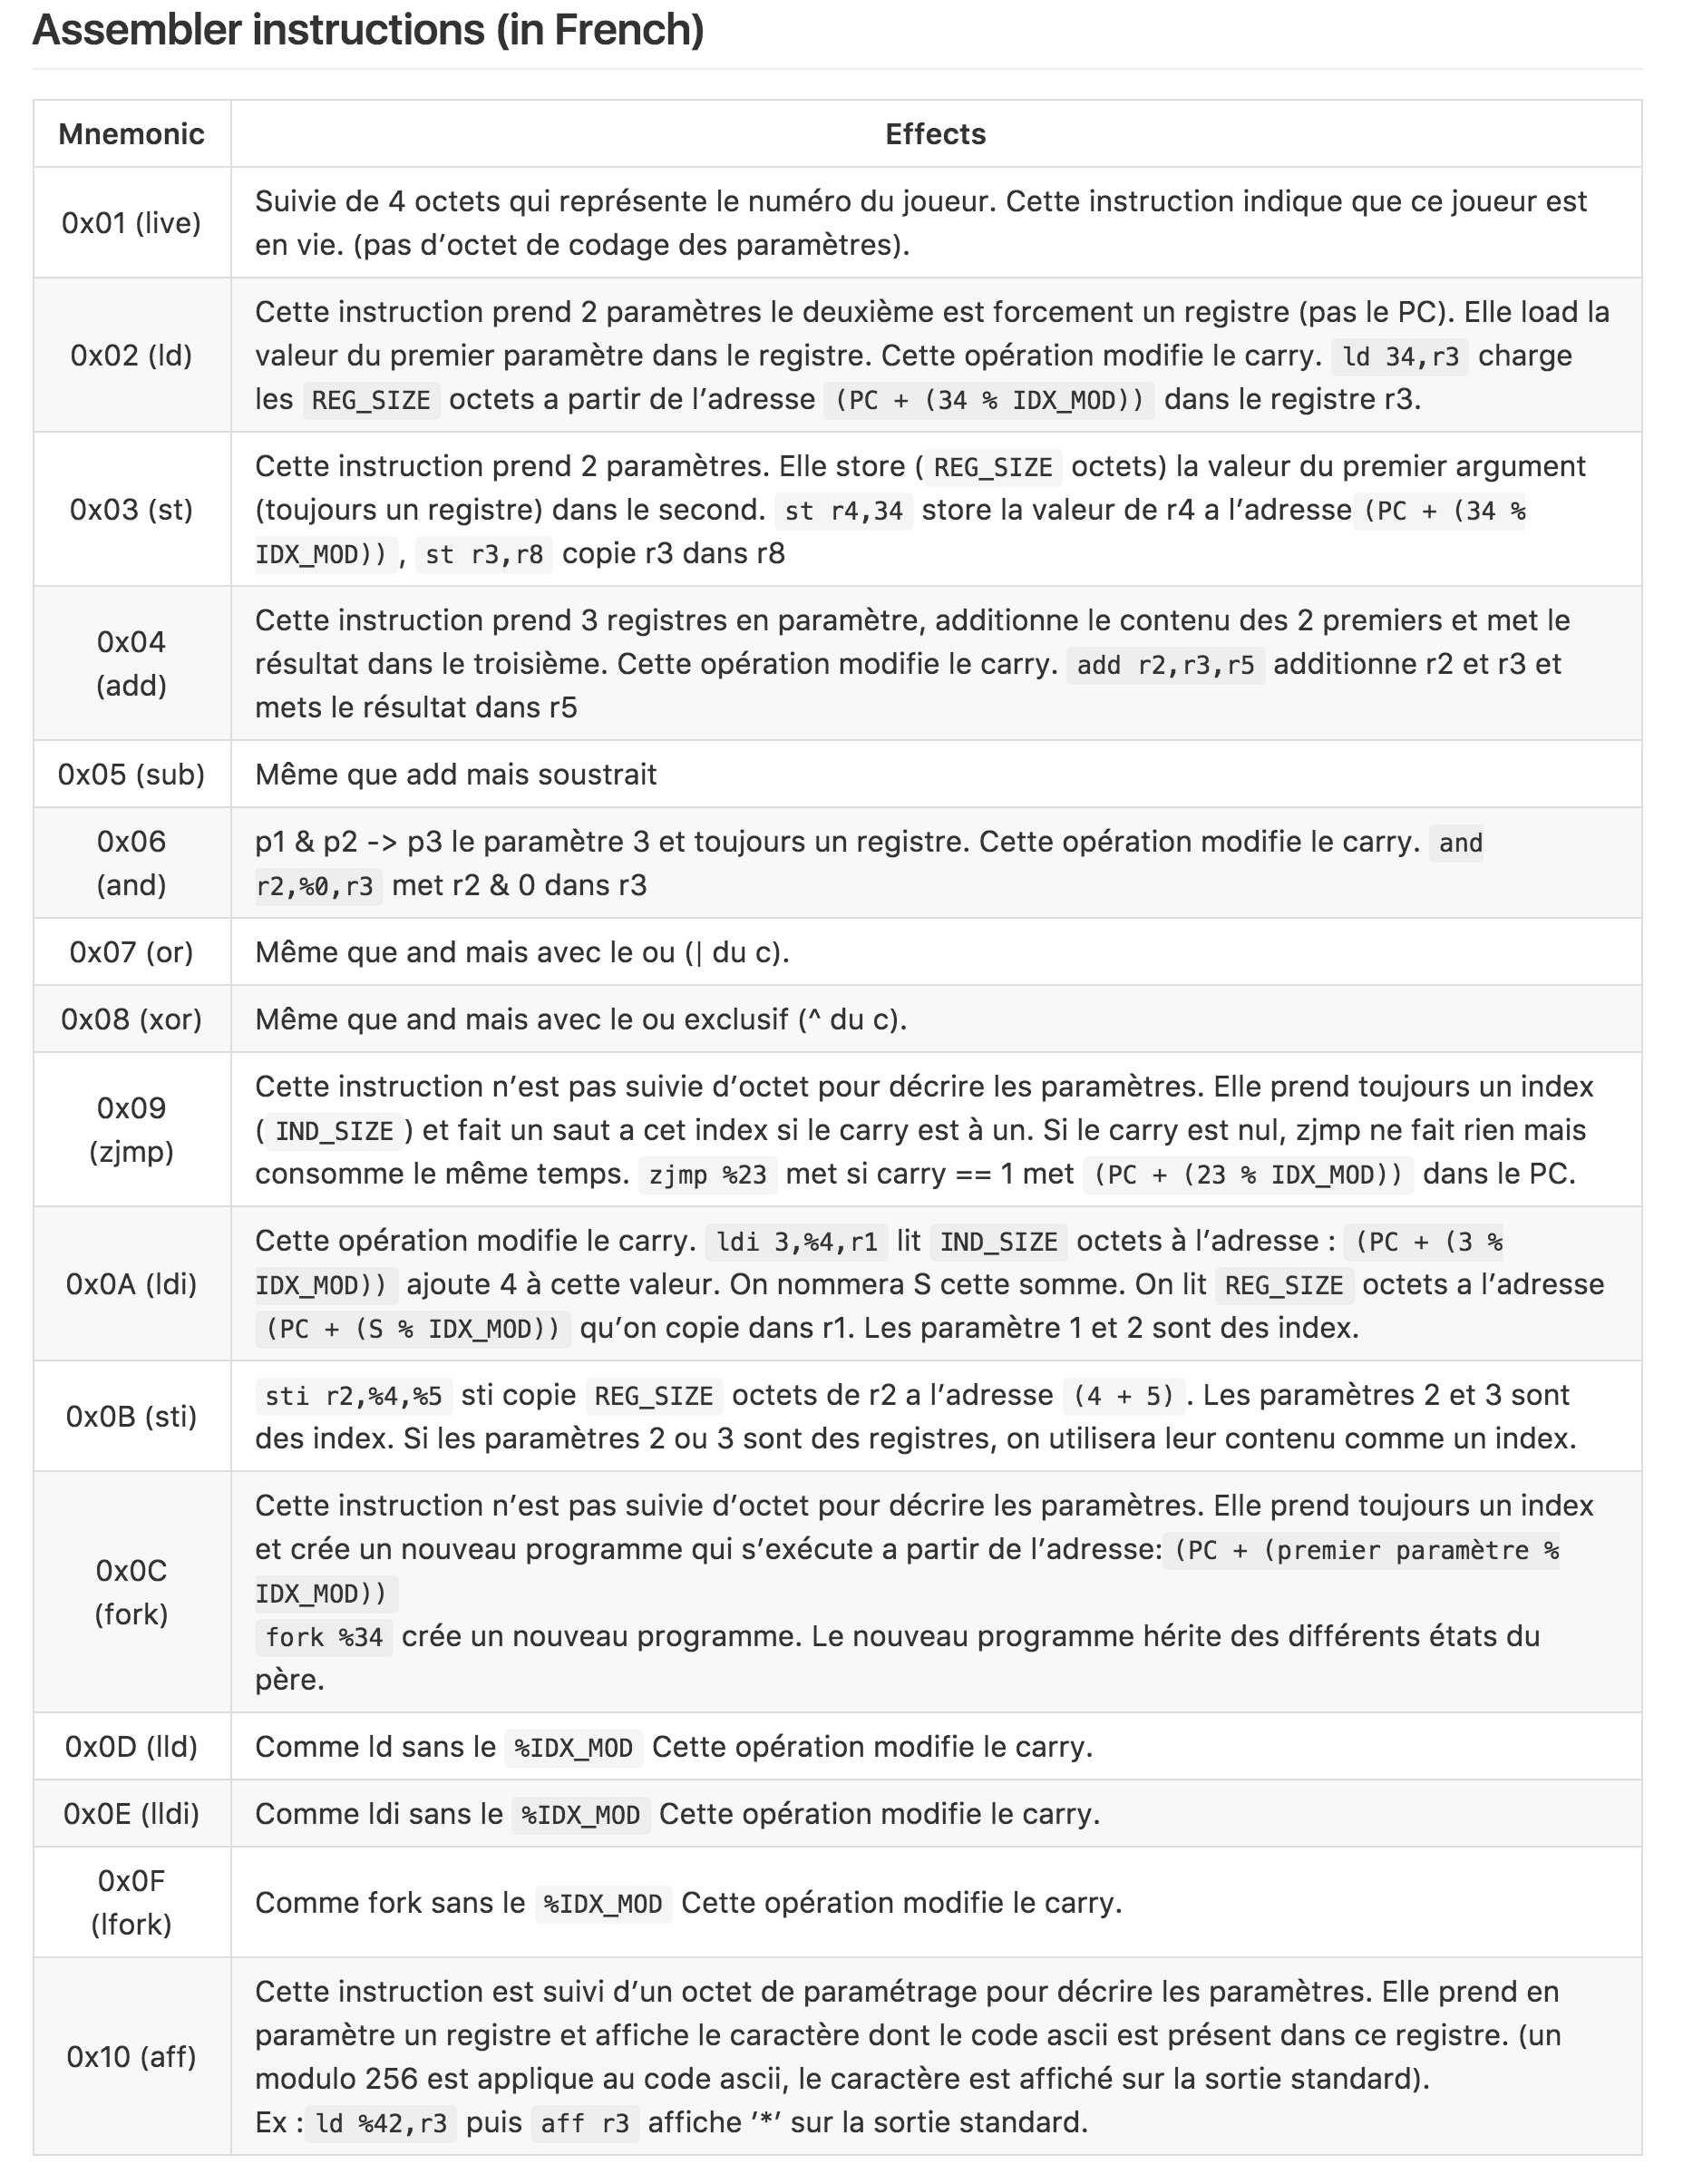 Assembler instructions (in French)
Mnemonic Effects
0x01 (live)
Suivie de 4 octets qui représente le numéro du joueur. Cette instruction indique que ce joueur est
en vie. (pas d’octet de codage des paramètres).
0x02 (ld)
Cette instruction prend 2 paramètres le deuxième est forcement un registre (pas le PC). Elle load la
valeur du premier paramètre dans le registre. Cette opération modifie le carry. ld 34,r3 charge
les REG_SIZE octets a partir de l’adresse (PC + (34 % IDX_MOD)) dans le registre r3.
0x03 (st)
Cette instruction prend 2 paramètres. Elle store ( REG_SIZE octets) la valeur du premier argument
(toujours un registre) dans le second. st r4,34 store la valeur de r4 a l’adresse (PC + (34 %
IDX_MOD)) , st r3,r8 copie r3 dans r8
0x04
(add)
Cette instruction prend 3 registres en paramètre, additionne le contenu des 2 premiers et met le
résultat dans le troisième. Cette opération modifie le carry. add r2,r3,r5 additionne r2 et r3 et
mets le résultat dans r5
0x05 (sub)
Même que add mais soustrait
0x06
(and)
p1 & p2 -> p3 le paramètre 3 et toujours un registre. Cette opération modifie le carry. and
r2,%0,r3 met r2 & 0 dans r3
0x07 (or)
Même que and mais avec le ou (| du c).
0x08 (xor)
Même que and mais avec le ou exclusif (^ du c).
0x09
(zjmp)
Cette instruction n’est pas suivie d’octet pour décrire les paramètres. Elle prend toujours un index
( IND_SIZE ) et fait un saut a cet index si le carry est à un. Si le carry est nul, zjmp ne fait rien mais
consomme le même temps. zjmp %23 met si carry == 1 met (PC + (23 % IDX_MOD)) dans le PC.
0x0A (ldi)
Cette opération modifie le carry. ldi 3,%4,r1 lit IND_SIZE octets à l’adresse : (PC + (3 %
IDX_MOD)) ajoute 4 à cette valeur. On nommera S cette somme. On lit REG_SIZE octets a l’adresse
(PC + (S % IDX_MOD)) qu’on copie dans r1. Les paramètre 1 et 2 sont des index.
0x0B (sti)
sti r2,%4,%5 sti copie REG_SIZE octets de r2 a l’adresse (4 + 5) . Les paramètres 2 et 3 sont
des index. Si les paramètres 2 ou 3 sont des registres, on utilisera leur contenu comme un index.
0x0C
(fork)
Cette instruction n’est pas suivie d’octet pour décrire les paramètres. Elle prend toujours un index
et crée un nouveau programme qui s’exécute a partir de l’adresse: (PC + (premier paramètre %
IDX_MOD))
fork %34 crée un nouveau programme. Le nouveau programme hérite des différents états du
père.
0x0D (lld)
Comme ld sans le %IDX_MOD Cette opération modifie le carry.
0x0E (lldi)
Comme ldi sans le %IDX_MOD Cette opération modifie le carry.
0x0F
(lfork)
Comme fork sans le %IDX_MOD Cette opération modifie le carry.
0x10 (aff)
Cette instruction est suivi d’un octet de paramétrage pour décrire les paramètres. Elle prend en
paramètre un registre et affiche le caractère dont le code ascii est présent dans ce registre. (un
modulo 256 est applique au code ascii, le caractère est affiché sur la sortie standard).
Ex : ld %42,r3 puis aff r3 affiche ’*’ sur la sortie standard.